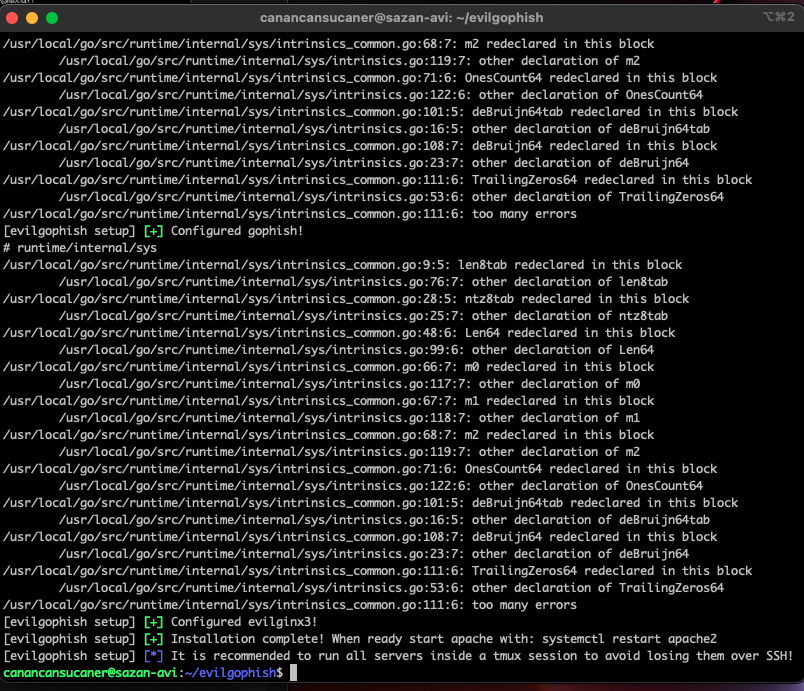 canancansucaner@sazan-avi: ~/evilgophish
⌥⌘2
/usr/local/go/src/runtime/internal/sys/intrinsics_common.go:68:7: m2 redeclared in this block
/usr/local/go/src/runtime/internal/sys/intrinsics.go:119:7: other declaration of m2
/usr/local/go/src/runtime/internal/sys/intrinsics_common.go:71:6: OnesCount64 redeclared in this block
/usr/local/go/src/runtime/internal/sys/intrinsics.go:122:6: other declaration of OnesCount64
/usr/local/go/src/runtime/internal/sys/intrinsics_common.go:101:5: deBruijn64tab redeclared in this block
/usr/local/go/src/runtime/internal/sys/intrinsics.go:16:5: other declaration of deBruijn64tab
/usr/local/go/src/runtime/internal/sys/intrinsics_common.go:108:7: deBruijn64 redeclared in this block
/usr/local/go/src/runtime/internal/sys/intrinsics.go:23:7: other declaration of deBruijn64
/usr/local/go/src/runtime/internal/sys/intrinsics_common.go:111:6: TrailingZeros64 redeclared in this block
/usr/local/go/src/runtime/internal/sys/intrinsics.go:53:6: other declaration of TrailingZeros64
/usr/local/go/src/runtime/internal/sys/intrinsics_common.go:111:6: too many errors
[evilgophish setup] [+] Configured gophish!
# runtime/internal/sys
/usr/local/go/src/runtime/internal/sys/intrinsics_common.go:9:5: len8tab redeclared in this block
/usr/local/go/src/runtime/internal/sys/intrinsics.go:76:7: other declaration of len8tab
/usr/local/go/src/runtime/internal/sys/intrinsics_common.go:28:5: ntz8tab redeclared in this block
/usr/local/go/src/runtime/internal/sys/intrinsics.go:25:7: other declaration of ntz8tab
/usr/local/go/src/runtime/internal/sys/intrinsics_common.go:48:6: Len64 redeclared in this block
/usr/local/go/src/runtime/internal/sys/intrinsics.go:99:6: other declaration of Len64
/usr/local/go/src/runtime/internal/sys/intrinsics_common.go:66:7: m0 redeclared in this block
/usr/local/go/src/runtime/internal/sys/intrinsics.go:117:7: other declaration of m0
/usr/local/go/src/runtime/internal/sys/intrinsics_common.go:67:7: m1 redeclared in this block
/usr/local/go/src/runtime/internal/sys/intrinsics.go:118:7: other declaration of m1
/usr/local/go/src/runtime/internal/sys/intrinsics_common.go:68:7: m2 redeclared in this block
/usr/local/go/src/runtime/internal/sys/intrinsics.go:119:7: other declaration of m2
/usr/local/go/src/runtime/internal/sys/intrinsics_common.go:71:6: OnesCount64 redeclared in this block
/usr/local/go/src/runtime/internal/sys/intrinsics.go:122:6: other declaration of OnesCount64
/usr/local/go/src/runtime/internal/sys/intrinsics_common.go:101:5: deBruijn64tab redeclared in this block
/usr/local/go/src/runtime/internal/sys/intrinsics.go:16:5: other declaration of deBruijn64tab
/usr/local/go/src/runtime/internal/sys/intrinsics_common.go:108:7: deBruijn64 redeclared in this block
/usr/local/go/src/runtime/internal/sys/intrinsics.go:23:7: other declaration of deBruijn64
/usr/local/go/src/runtime/internal/sys/intrinsics_common.go:111:6: TrailingZeros64 redeclared in this block
/usr/local/go/src/runtime/internal/sys/intrinsics.go:53:6: other declaration of TrailingZeros64
/usr/local/go/src/runtime/internal/sys/intrinsics_common.go:111:6: too many errors
[evilgophish setup] [+] Configured evilginx3!
[evilgophish setup] [+] Installation complete! When ready start apache with: systemctl restart apache2
[evilgophish setup] [*] It is recommended to run all servers inside a tmux session to avoid losing them over SSH!
canancansucaner@sazan-avi:~/evilgophish$